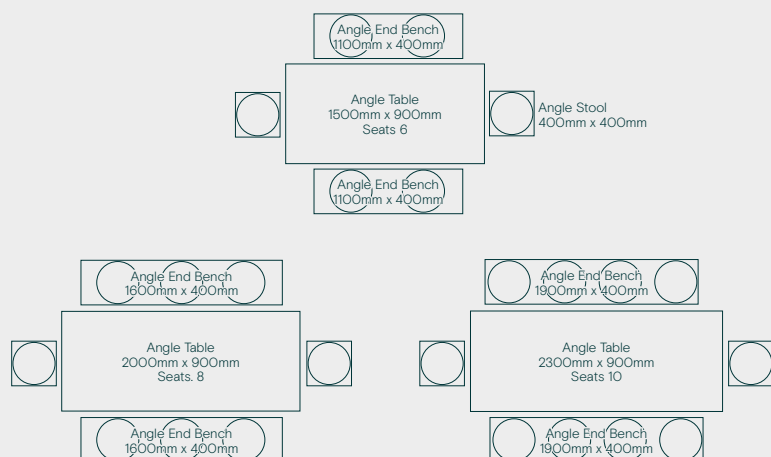 Angle End Bench
1100mm x 400mm
Angle Table
1500mm x 900mm
Seats 6
Angle Stool
400mm x 400mm
Angle End Bench
1100mm x 400mm
Angle End Bench
1600mm x 400mm
Angle Table
2000mm x 900mm
Seats. 8
Angle End Bench
1600mm x 400mm
Angle End Bench
1900mm x 400mm
Angle Table
2300mm x 900mm
Seats 10
Angle End Bench
1900mm x 400mm